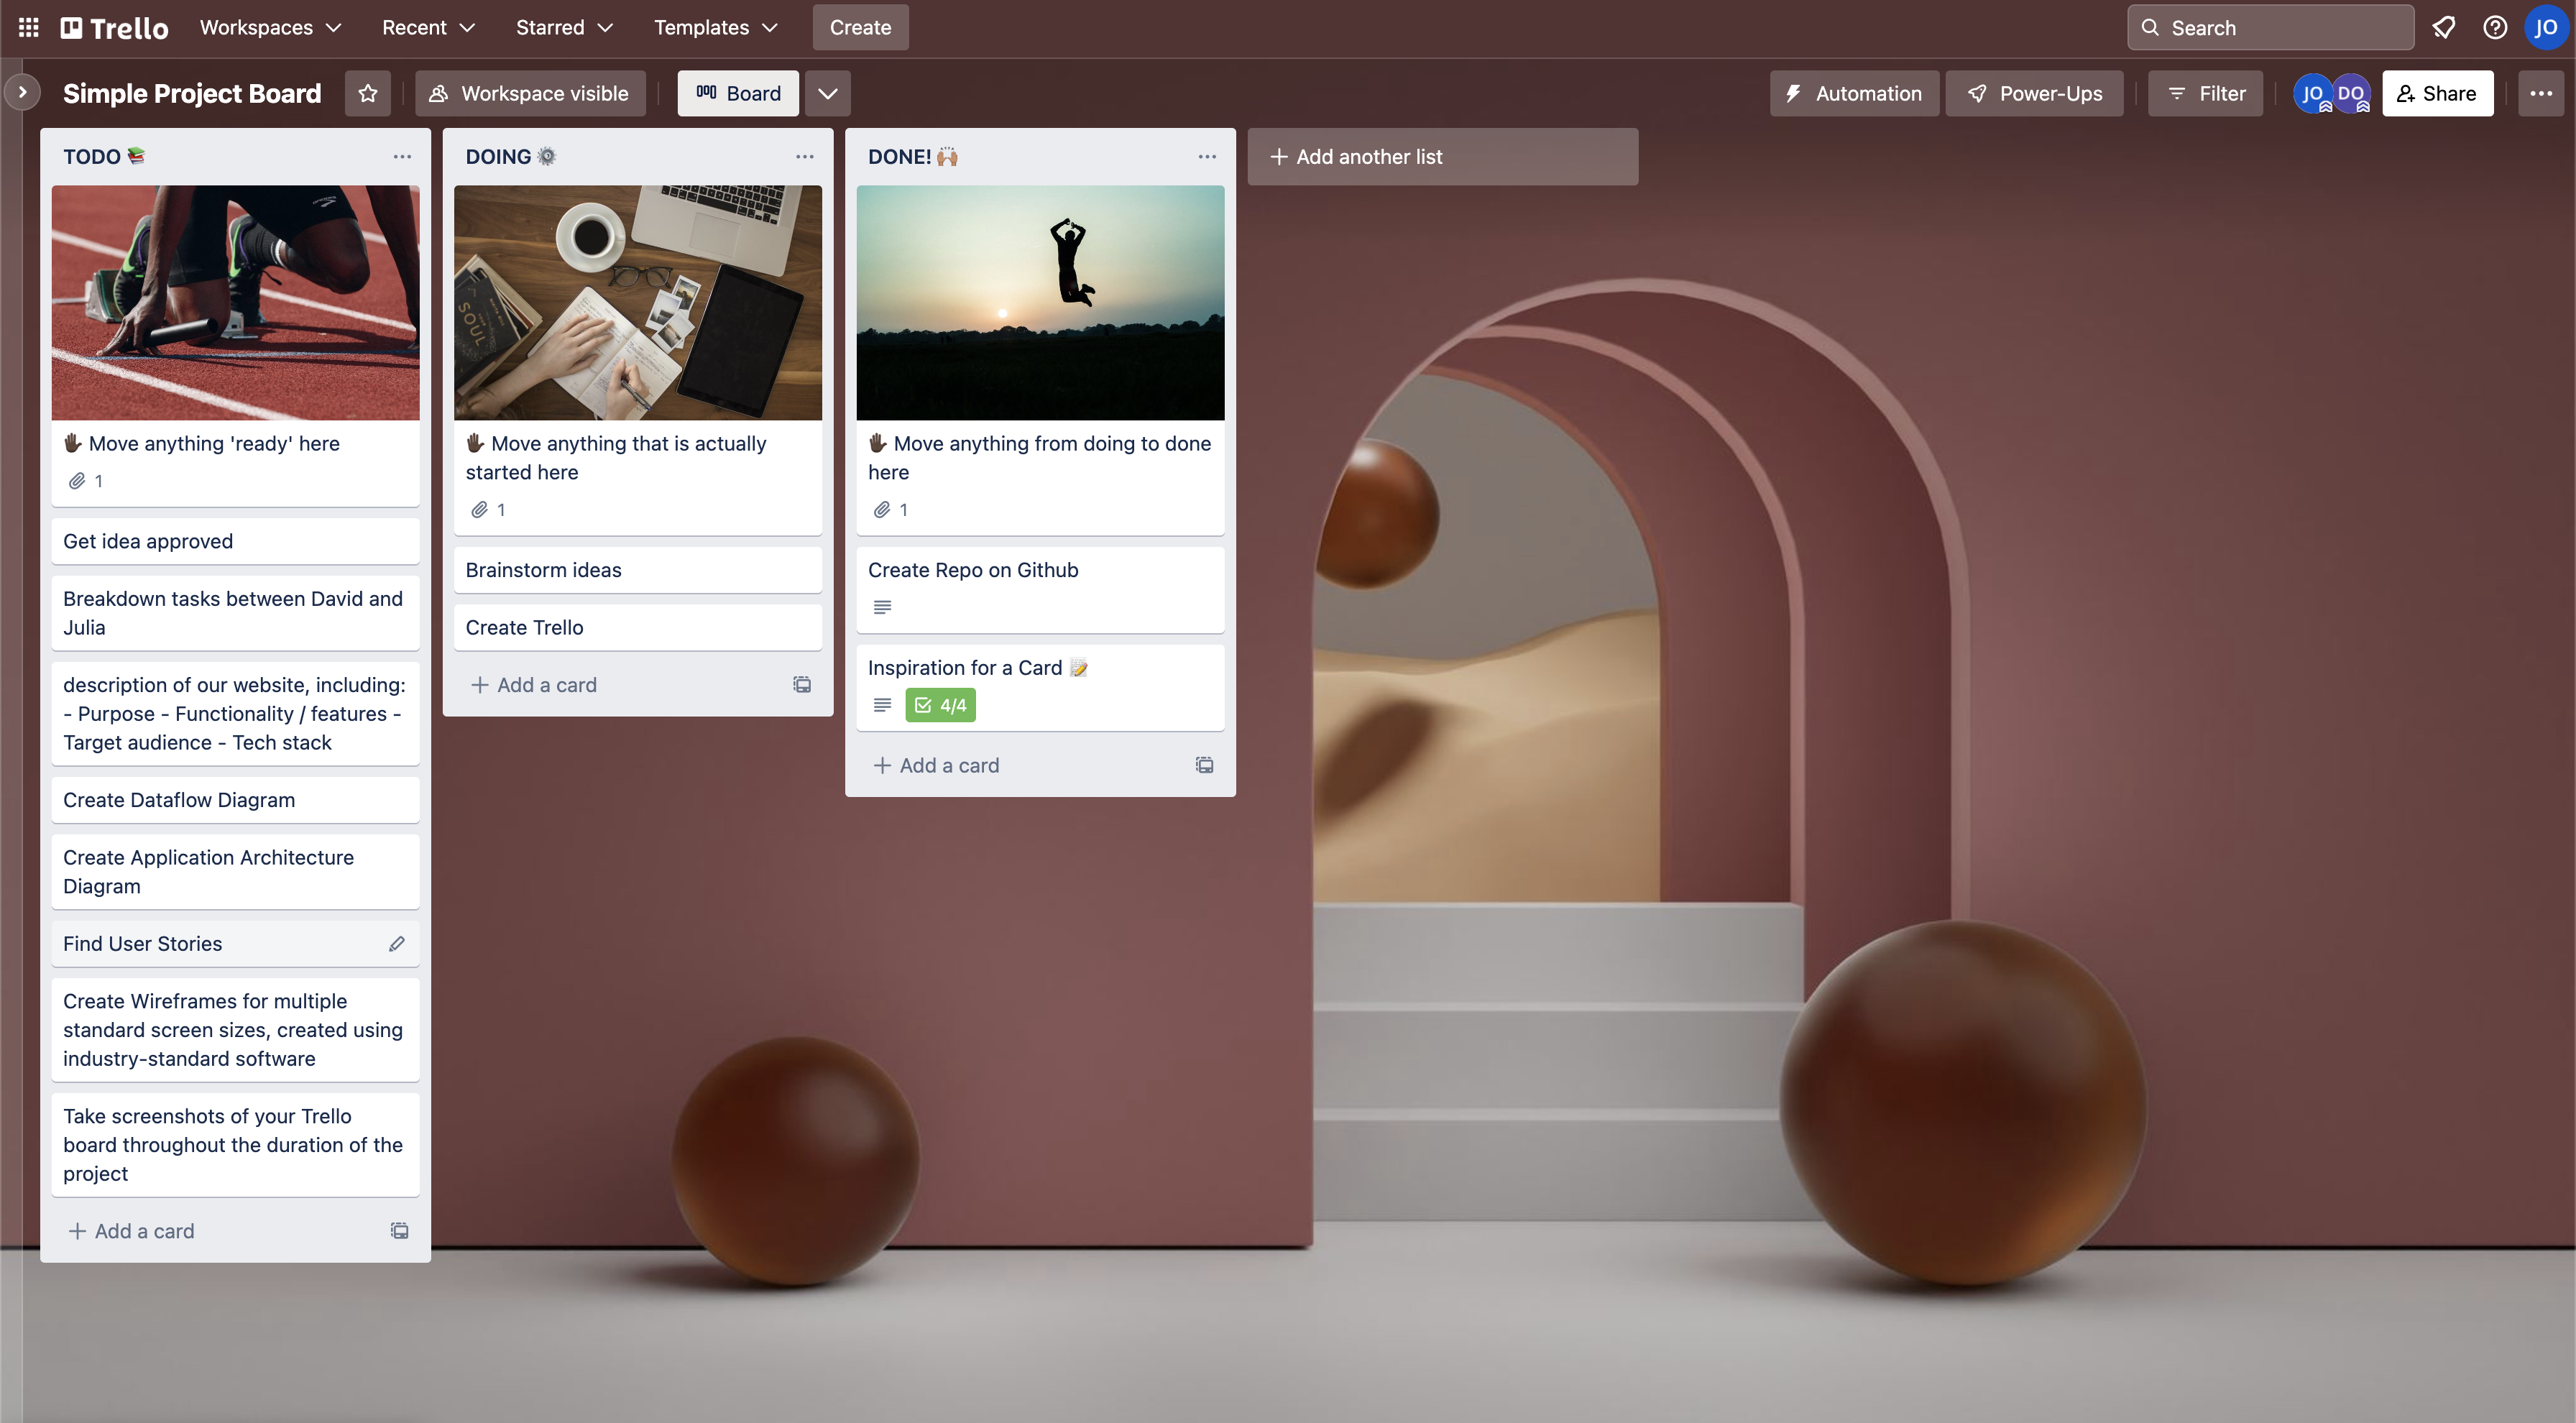 Trello
Workspaces
Recent
Starred
Templates
Create
Search
JO
Simple Project Board
Workspace visible
Board
Automation
Power-Ups
Filter
JO
DO
Share
TODO 📚
SOUL
✋🏿 Move anything 'ready' here
1
Get idea approved
Breakdown tasks between David and
Julia
description of our website, including:
- Purpose - Functionality / features -
Target audience - Tech stack
Create Dataflow Diagram
Create Application Architecture
Diagram
Find User Stories
Create Wireframes for multiple
standard screen sizes, created using
industry-standard software
Take screenshots of your Trello
board throughout the duration of the
project
+ Add a card
DOING ⚙️
✋🏿 Move anything that is actually
started here
1
Brainstorm ideas
Create Trello
+ Add a card
DONE! 🙌🏽
✋🏿 Move anything from doing to done
here
1
Create Repo on Github
Inspiration for a Card 📝
4/4
+ Add a card
+ Add another list